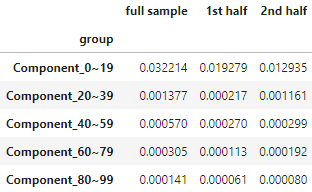 full sample 1st half 2nd half
group
Component_0~19 0.032214 0.019279 0.012935
Component_20~39 0.001377 0.000217 0.001161
Component_40~59 0.000570 0.000270 0.000299
Component_60~79 0.000305 0.000113 0.000192
Component_80~99 0.000141 0.000061 0.000080